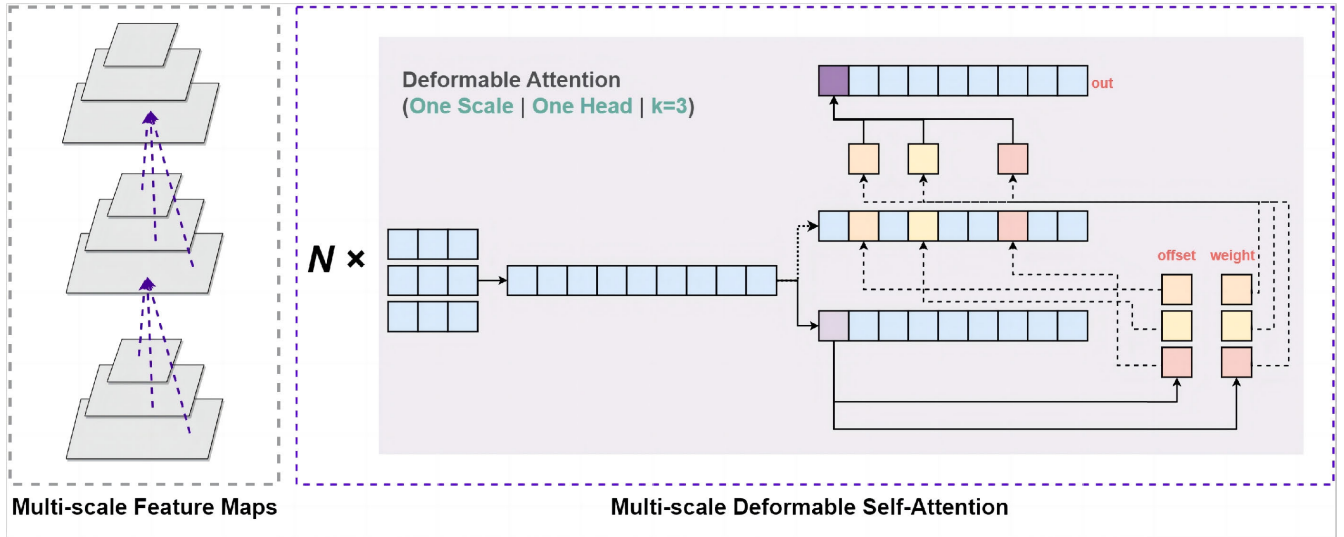 Deformable Attention
(One Scale | One Head | k=3)
out
N ×
offset weight
Multi-scale Feature Maps
Multi-scale Deformable Self-Attention